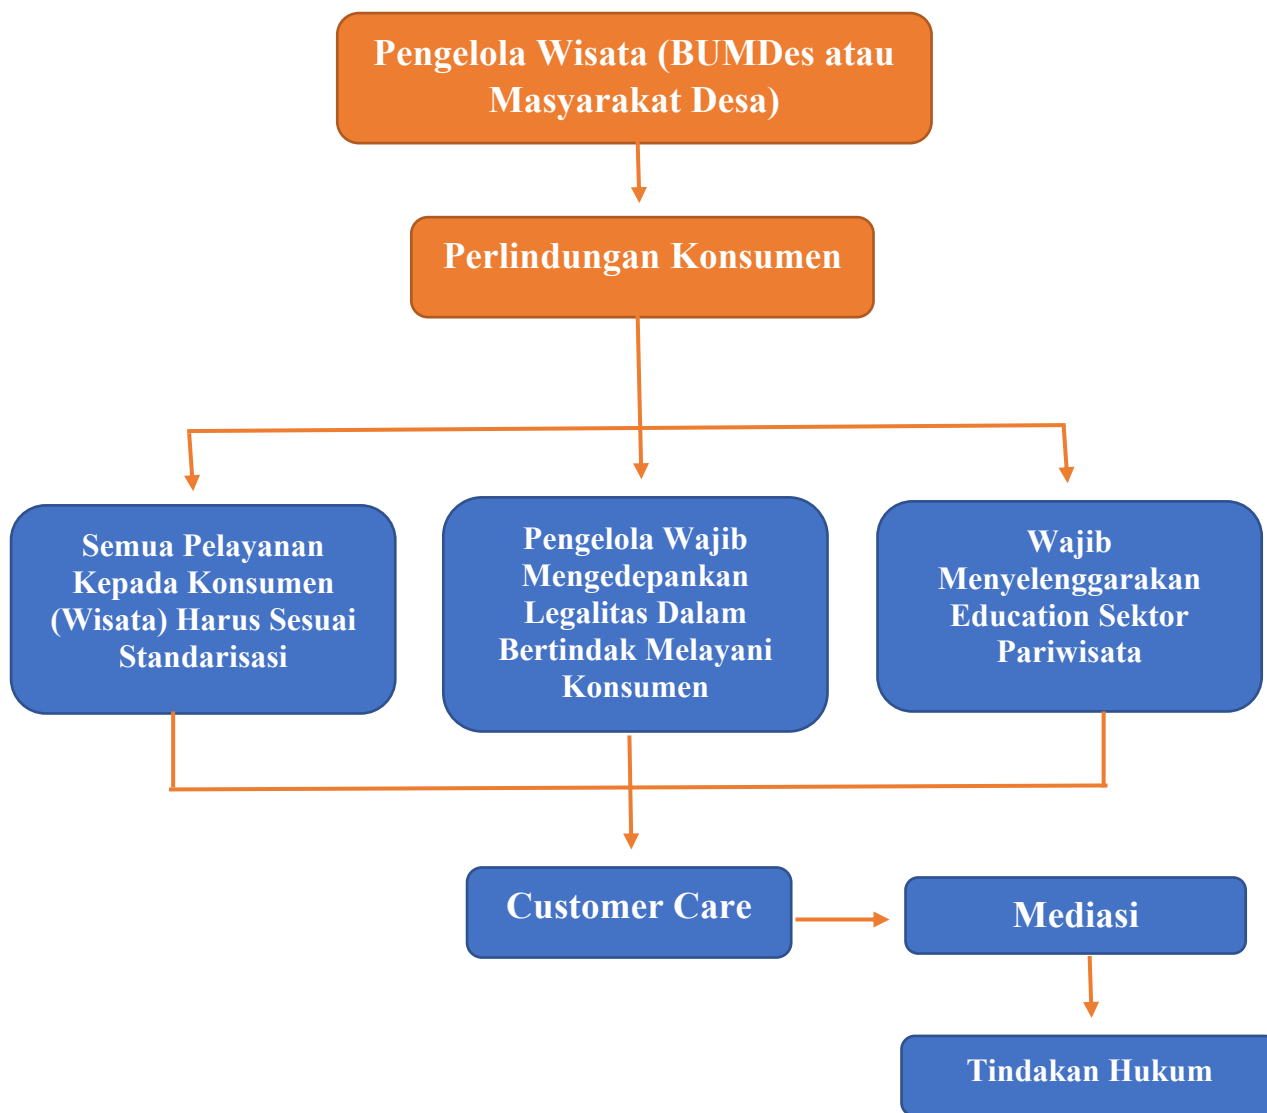 Pengelola Wisata (BUMDes atau
Masyarakat Desa)
Perlindungan Konsumen
Semua Pelayanan
Kepada Konsumen
(Wisata) Harus Sesuai
Standarisasi
Pengelola Wajib
Mengedepankan
Legalitas Dalam
Bertindak Melayani
Konsumen
Wajib
Menyelenggarakan
Education Sektor
Pariwisata
Customer Care
Mediasi
Tindakan Hukum